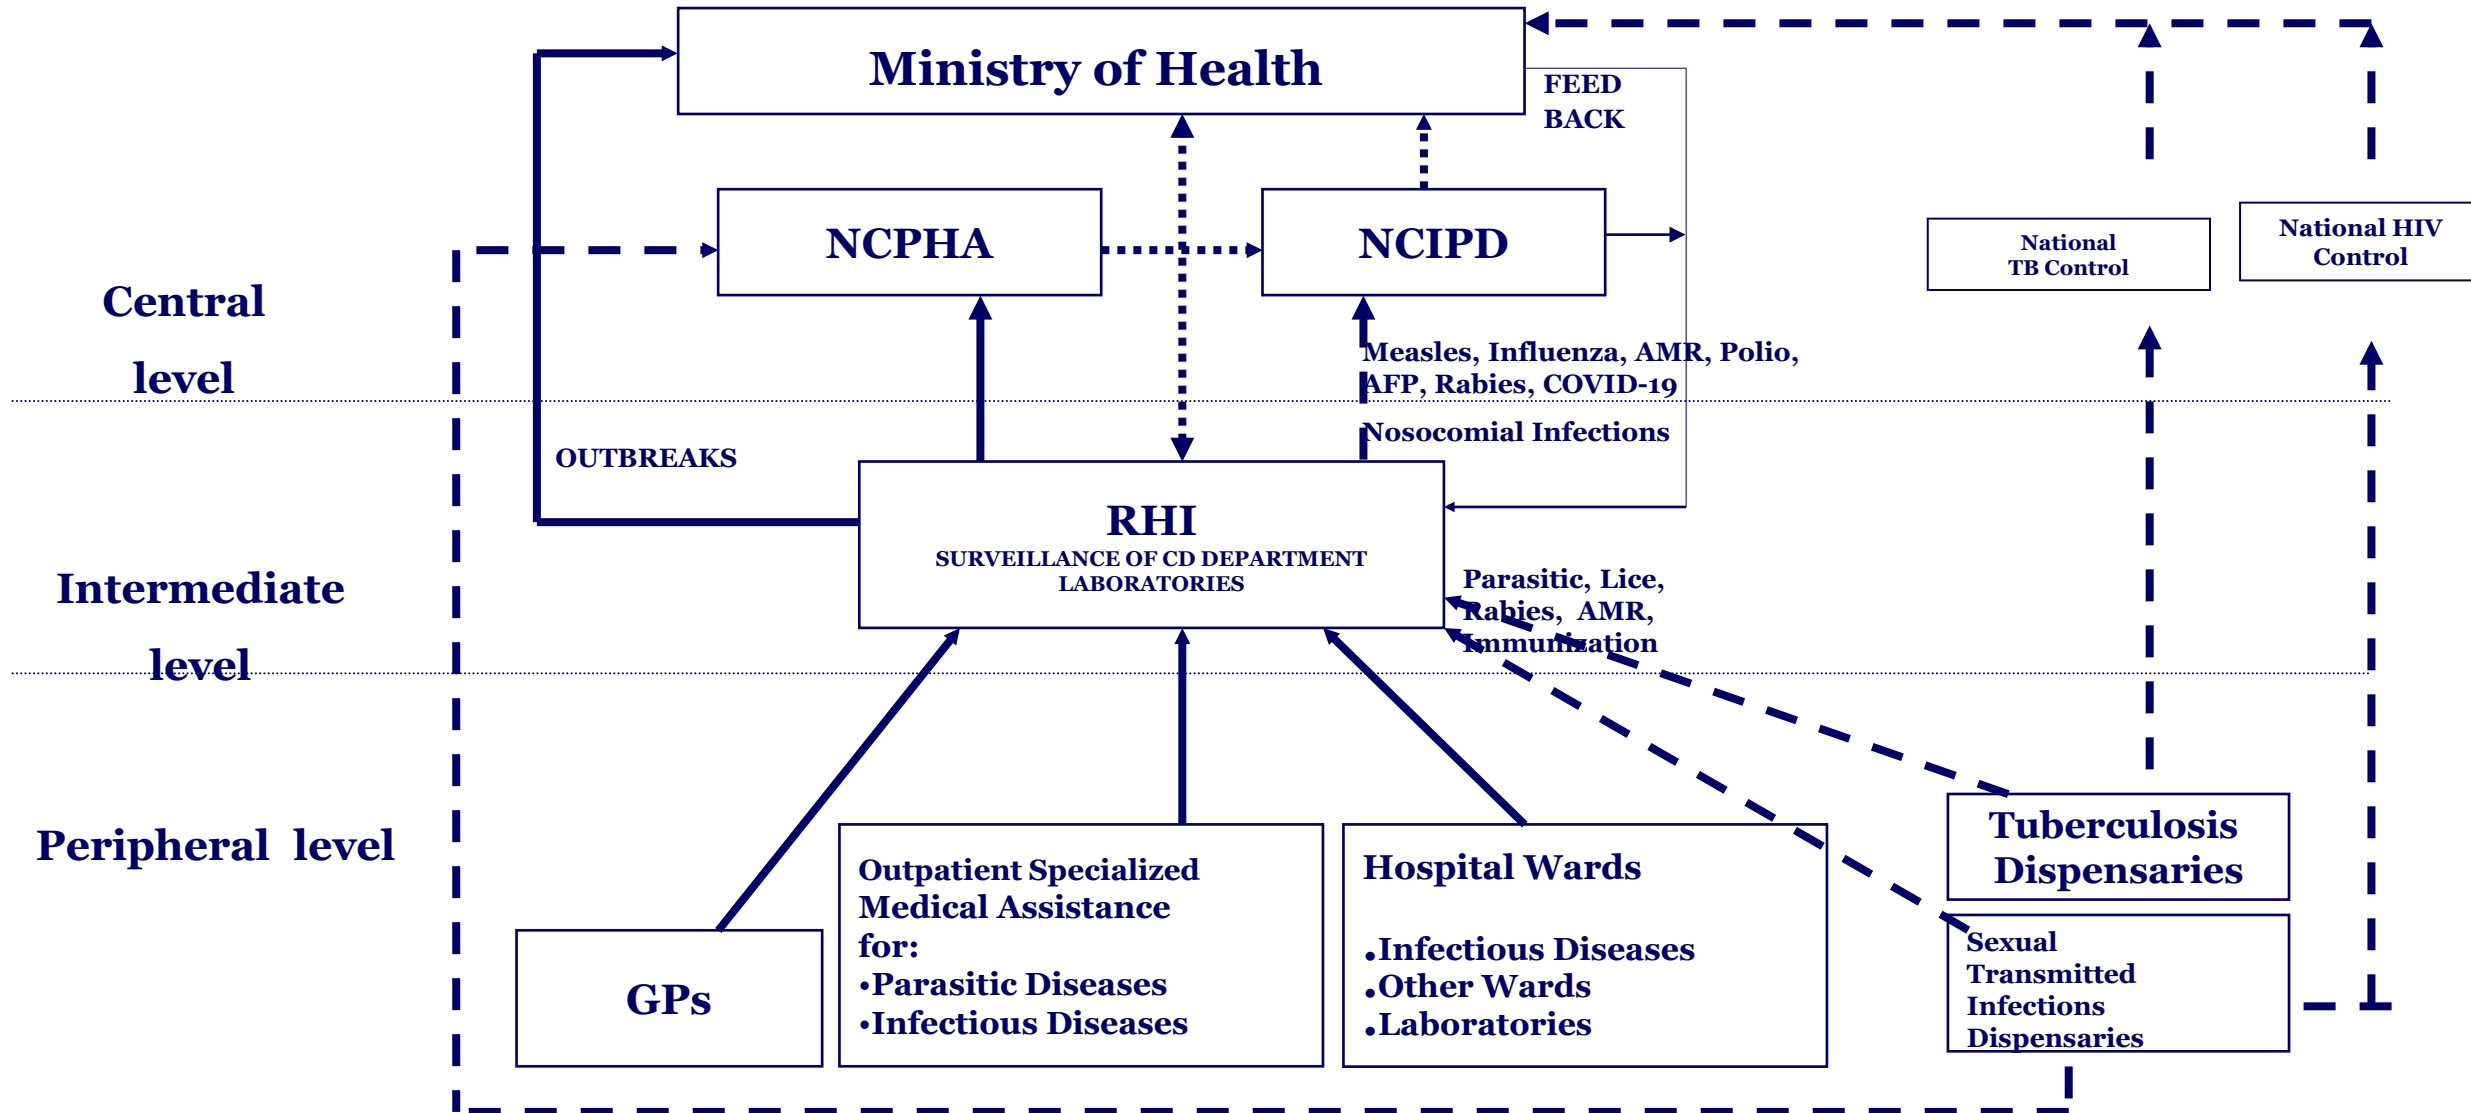 Ministry of Health
FEED
BACK
NCPHA
NCIPD
National
TB Control
National HIV
Control
Central
level
Measles, Influenza, AMR, Polio,
AFP, Rabies, COVID-19
Nosocomial Infections
OUTBREAKS
RHI
SURVEILLANCE OF CD DEPARTMENT
LABORATORIES
Intermediate
level
Parasitic, Lice,
Rabies, AMR,
Immunization
Peripheral level
GPs
Outpatient Specialized
Medical Assistance
for:
•Parasitic Diseases
•Infectious Diseases
Hospital Wards
•Infectious Diseases
•Other Wards
•Laboratories
Tuberculosis
Dispensaries
Sexual
Transmitted
Infections
Dispensaries